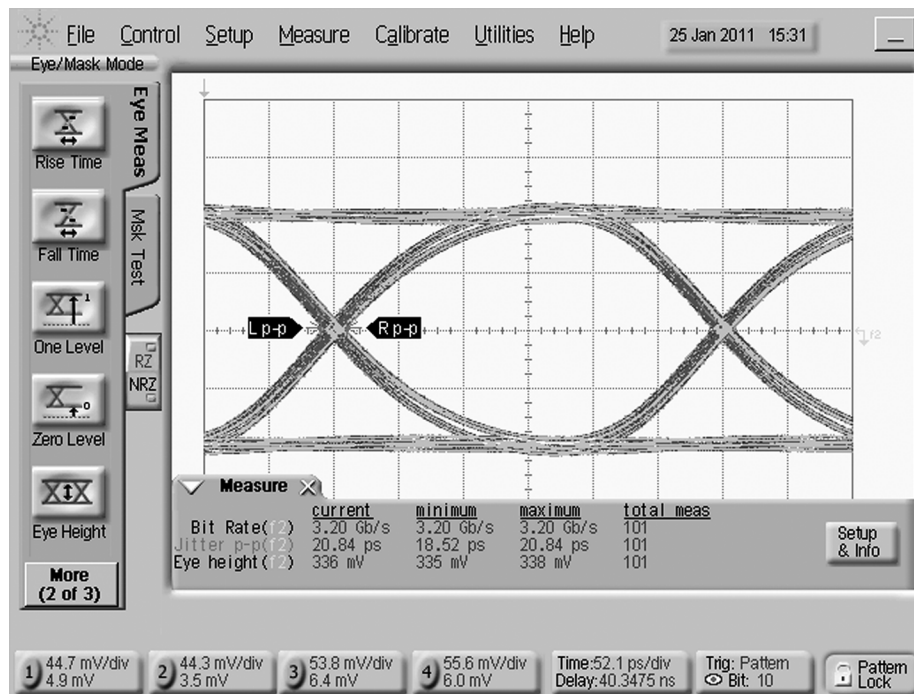 File Control Setup Measure Calibrate Utilities Help 25 Jan 2011 15:31
Eye/Mask Mode
Eye Meas
Msk Test
Rise Time
Fall Time
One Level
Zero Level
Eye Height
More
(2 of 3)
RZ
NRZ
L p-p R p-p
f2
Measure
current minimum maximum total meas
Bit Rate(f2) 3.20 Gb/s 3.20 Gb/s 3.20 Gb/s 101
Jitter p-p(f2) 20.84 ps 18.52 ps 20.84 ps 101
Eye height(f2) 336 mV 335 mV 338 mV 101
Setup
& Info
1 44.7 mV/div
4.9 mV
2 44.3 mV/div
3.5 mV
3 53.8 mV/div
6.4 mV
4 55.6 mV/div
6.0 mV
Time:52.1 ps/div
Delay:40.3475 ns
Trig: Pattern
Bit: 10
Pattern
Lock